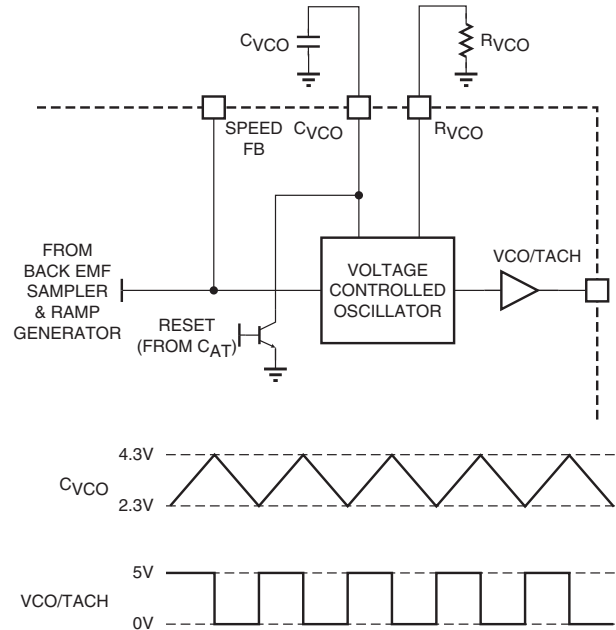 CVCO
RVCO
SPEED
FB
CVCO
RVCO
FROM
BACK EMF
SAMPLER
& RAMP
GENERATOR
RESET
(FROM CAT)
VOLTAGE
CONTROLLED
OSCILLATOR
VCO/TACH
4.3V
CVCO
2.3V
5V
VCO/TACH
0V